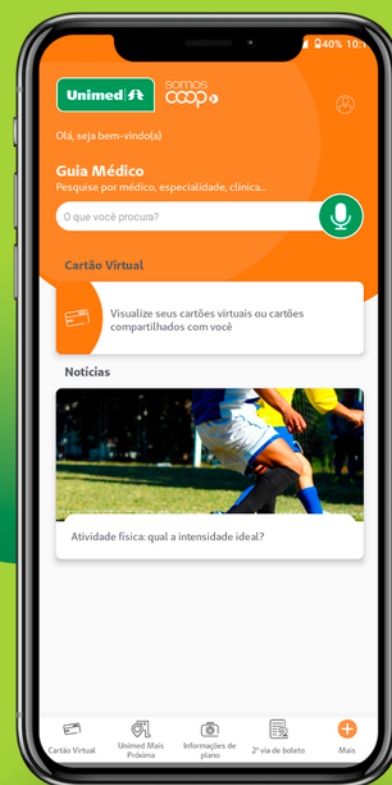 40% 10:1
Unimed
somos
coop
Olá, seja bem-vindo(a)
Guia Médico
Pesquise por médico, especialidade, clínica...
O que você procura?
Cartão Virtual
Visualize seus cartões virtuais ou cartões
compartilhados com você
Notícias
Atividade física: qual a intensidade ideal?
Cartão Virtual
Unimed Mais
Próxima
Informações de
plano
2ª via de boleto
Mais